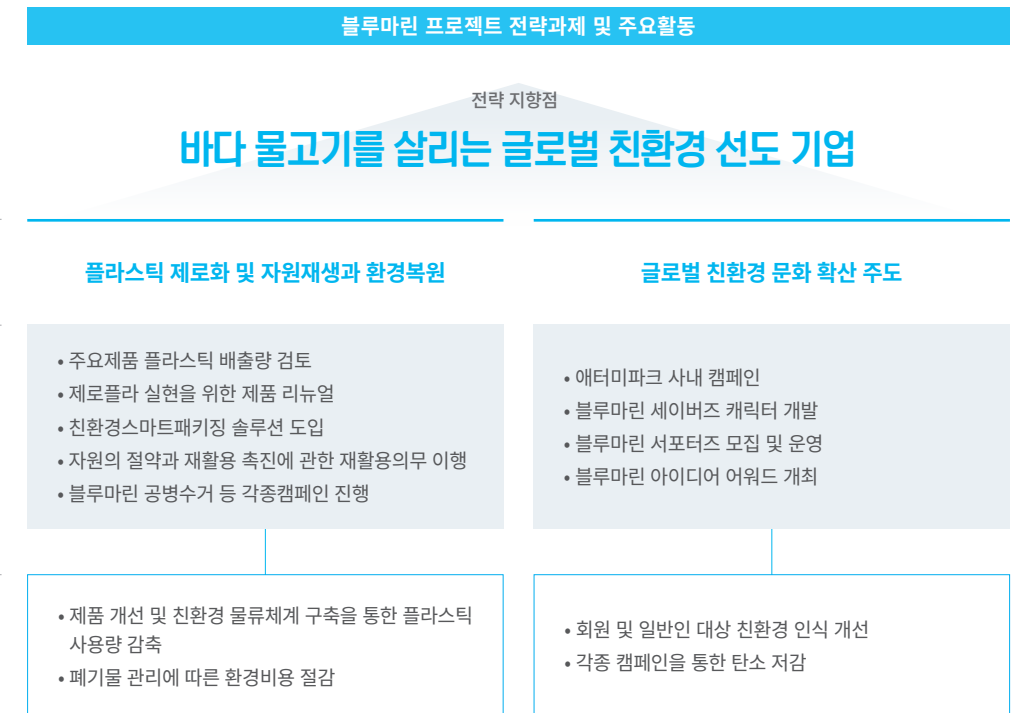 블루마린 프로젝트 전략과제 및 주요활동
전략 지향점
바다 물고기를 살리는 글로벌 친환경 선도 기업
플라스틱 제로화 및 자원재생과 환경복원
• 주요제품 플라스틱 배출량 검토
• 제로플라 실현을 위한 제품 리뉴얼
• 친환경스마트패키징 솔루션 도입
• 자원의 절약과 재활용 촉진에 관한 재활용의무 이행
• 블루마린 공병수거 등 각종캠페인 진행
• 제품 개선 및 친환경 물류체계 구축을 통한 플라스틱
사용량 감축
• 폐기물 관리에 따른 환경비용 절감
글로벌 친환경 문화 확산 주도
• 애터미파크 사내 캠페인
• 블루마린 세이버즈 캐릭터 개발
• 블루마린 서포터즈 모집 및 운영
• 블루마린 아이디어 어워드 개최
• 회원 및 일반인 대상 친환경 인식 개선
• 각종 캠페인을 통한 탄소 저감